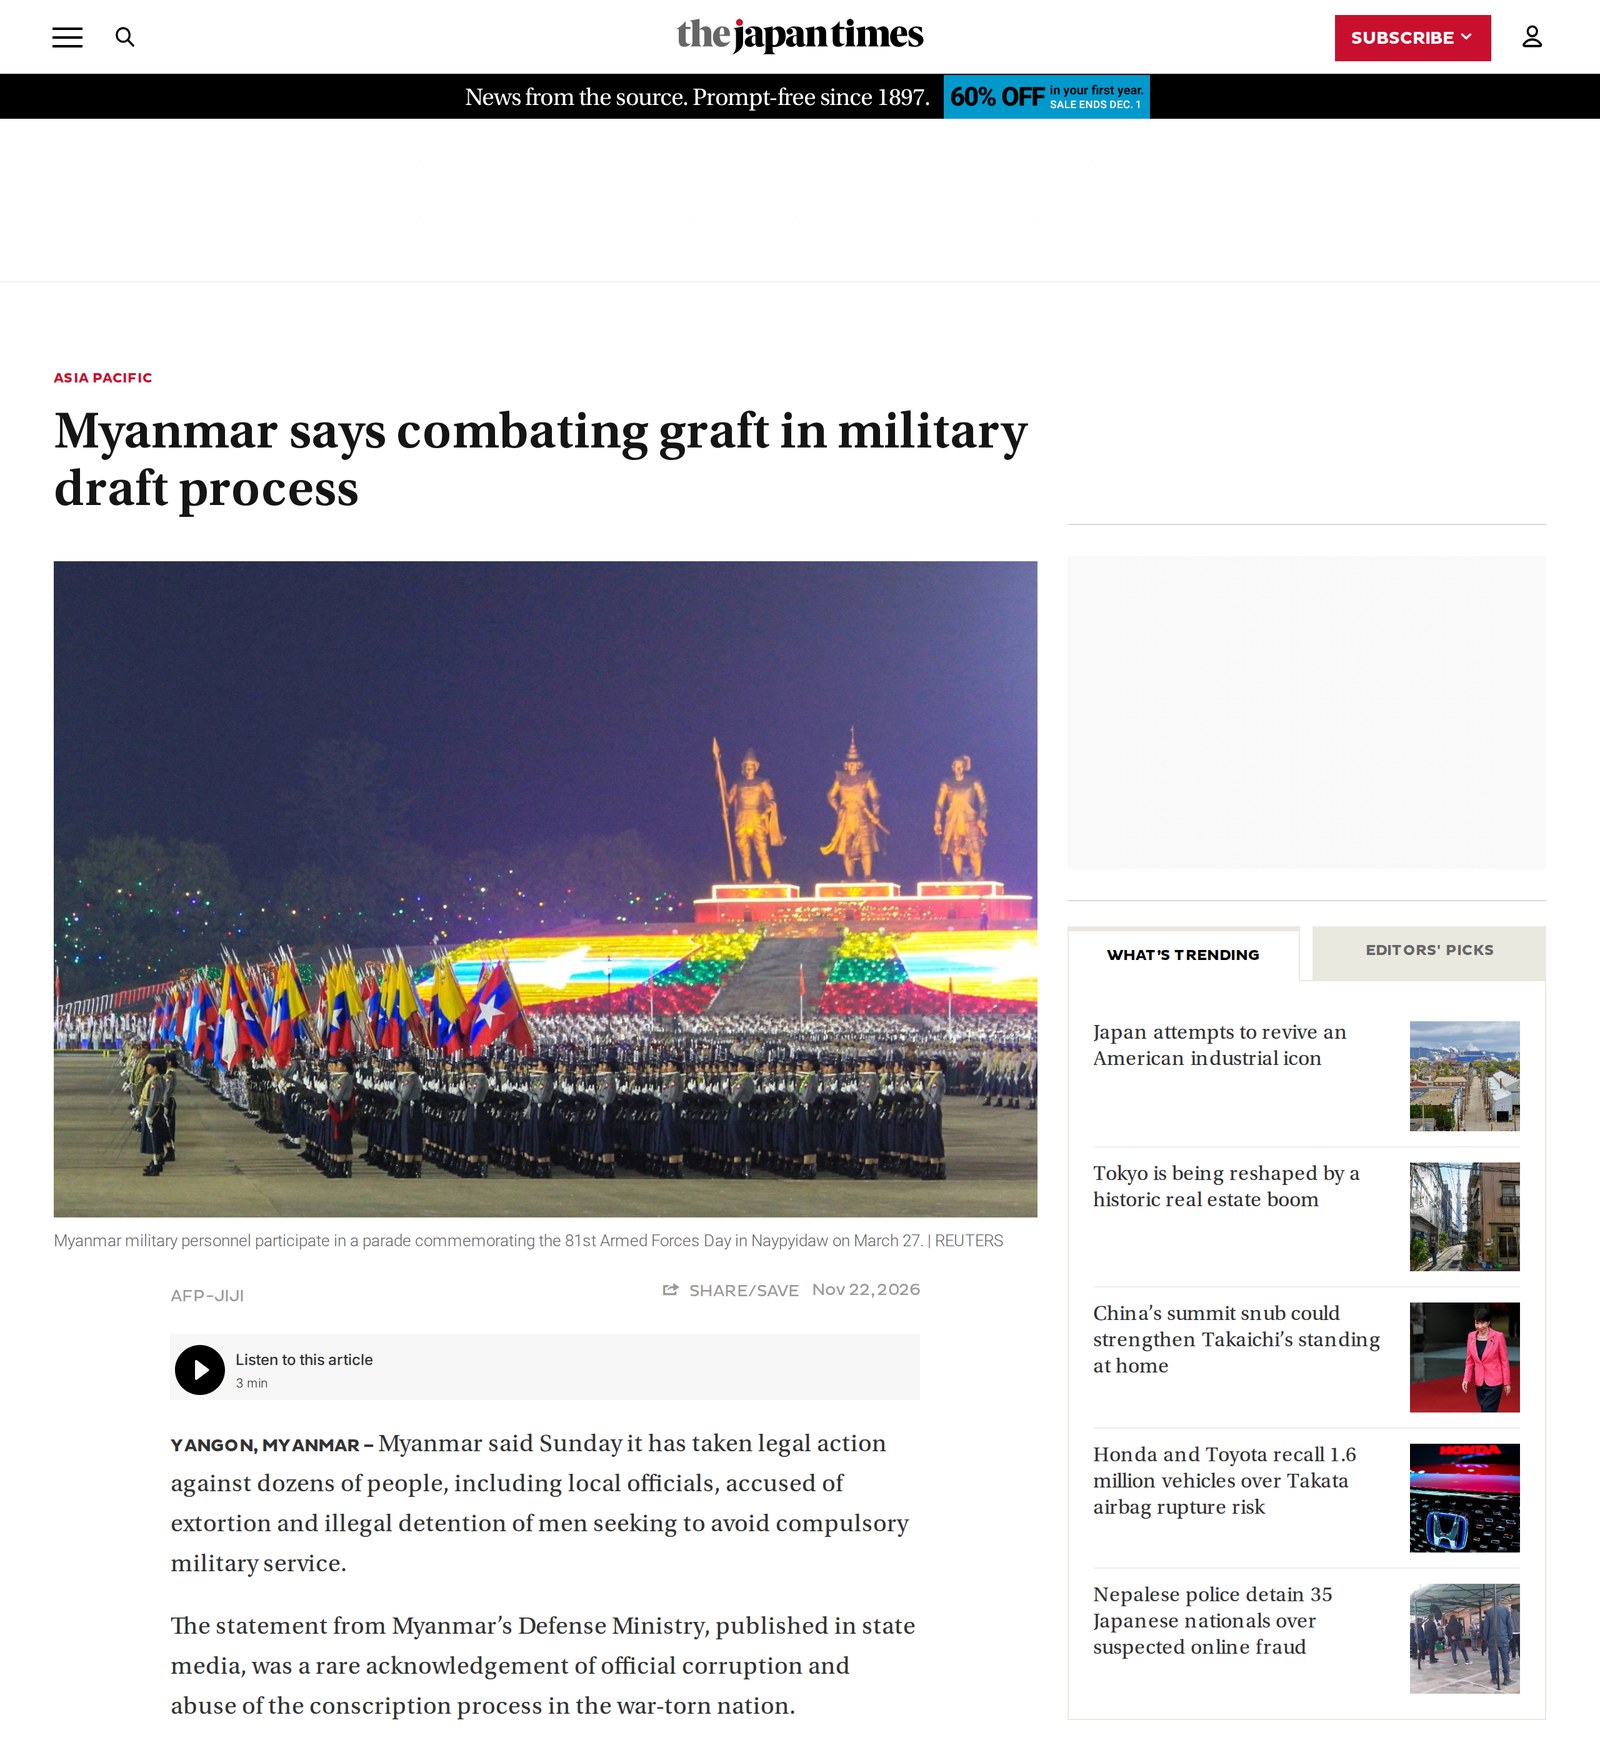 the japan times
SUBSCRIBE
News from the source. Prompt-free since 1897.
60% OFF
in your first year.
SALE ENDS DEC. 1
ASIA PACIFIC
Myanmar says combating graft in military
draft process
Myanmar military personnel participate in a parade commemorating the 81st Armed Forces Day in Naypyidaw on March 27. | REUTERS
AFP-JIJI
SHARE/SAVE
Nov 22, 2026
Listen to this article
3 min
YANGON, MYANMAR – Myanmar said Sunday it has taken legal action
against dozens of people, including local officials, accused of
extortion and illegal detention of men seeking to avoid compulsory
military service.
The statement from Myanmar’s Defense Ministry, published in state
media, was a rare acknowledgement of official corruption and
abuse of the conscription process in the war-torn nation.
WHAT’S TRENDING
EDITORS' PICKS
Japan attempts to revive an
American industrial icon
Tokyo is being reshaped by a
historic real estate boom
China’s summit snub could
strengthen Takaichi’s standing
at home
Honda and Toyota recall 1.6
million vehicles over Takata
airbag rupture risk
HONDA
Nepalese police detain 35
Japanese nationals over
suspected online fraud